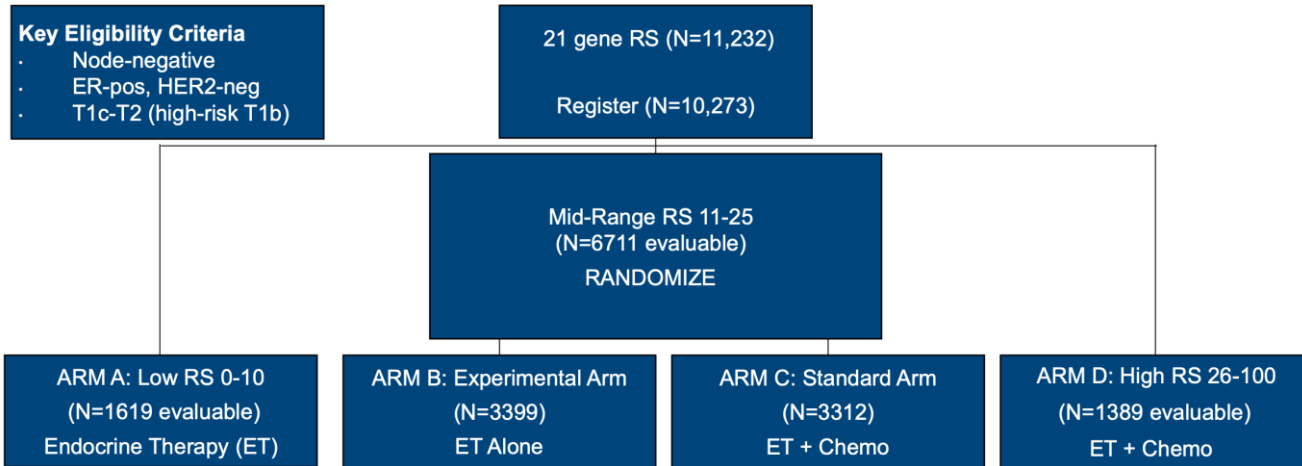 Key Eligibility Criteria
· Node-negative
· ER-pos, HER2-neg
· T1c-T2 (high-risk T1b)
21 gene RS (N=11,232)
Register (N=10,273)
Mid-Range RS 11-25
(N=6711 evaluable)
RANDOMIZE
ARM A: Low RS 0-10
(N=1619 evaluable)
Endocrine Therapy (ET)
ARM B: Experimental Arm
(N=3399)
ET Alone
ARM C: Standard Arm
(N=3312)
ET + Chemo
ARM D: High RS 26-100
(N=1389 evaluable)
ET + Chemo